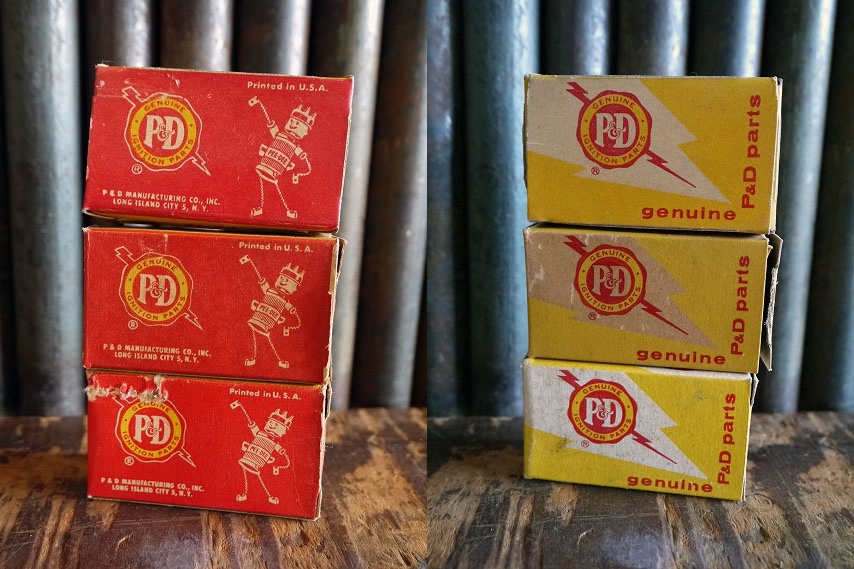 Printed in U.S.A.
GENUINE
P&D
IGNITION PARTS
®
P & D MANUFACTURING CO., INC.
LONG ISLAND CITY 5, N. Y.
Printed in U.S.A.
GENUINE
P&D
IGNITION PARTS
®
P & D MANUFACTURING CO., INC.
LONG ISLAND CITY 5, N. Y.
Printed in U.S.A.
GENUINE
P&D
IGNITION PARTS
®
P & D MANUFACTURING CO., INC.
LONG ISLAND CITY 5, N. Y.
GENUINE
P&D
IGNITION PARTS
®
genuine
P&D parts
GENUINE
P&D
IGNITION PARTS
®
genuine
P&D parts
GENUINE
P&D
IGNITION PARTS
®
genuine
P&D parts